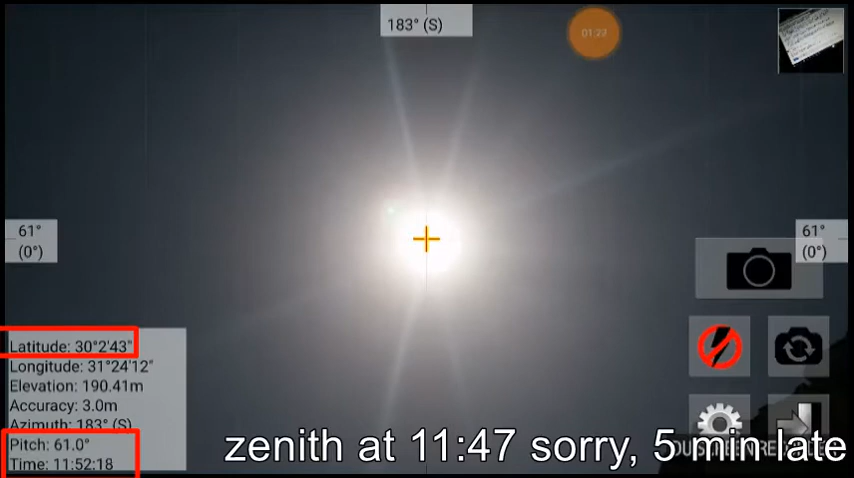 183° (S)
01:22
61°
(0°)
61°
(0°)
Latitude: 30°2'43"
Longitude: 31°24'12"
Elevation: 190.41m
Accuracy: 3.0m
Azimuth: 183° (S)
Pitch: 61.0°
Time: 11:52:18
zenith at 11:47 sorry, 5 min late